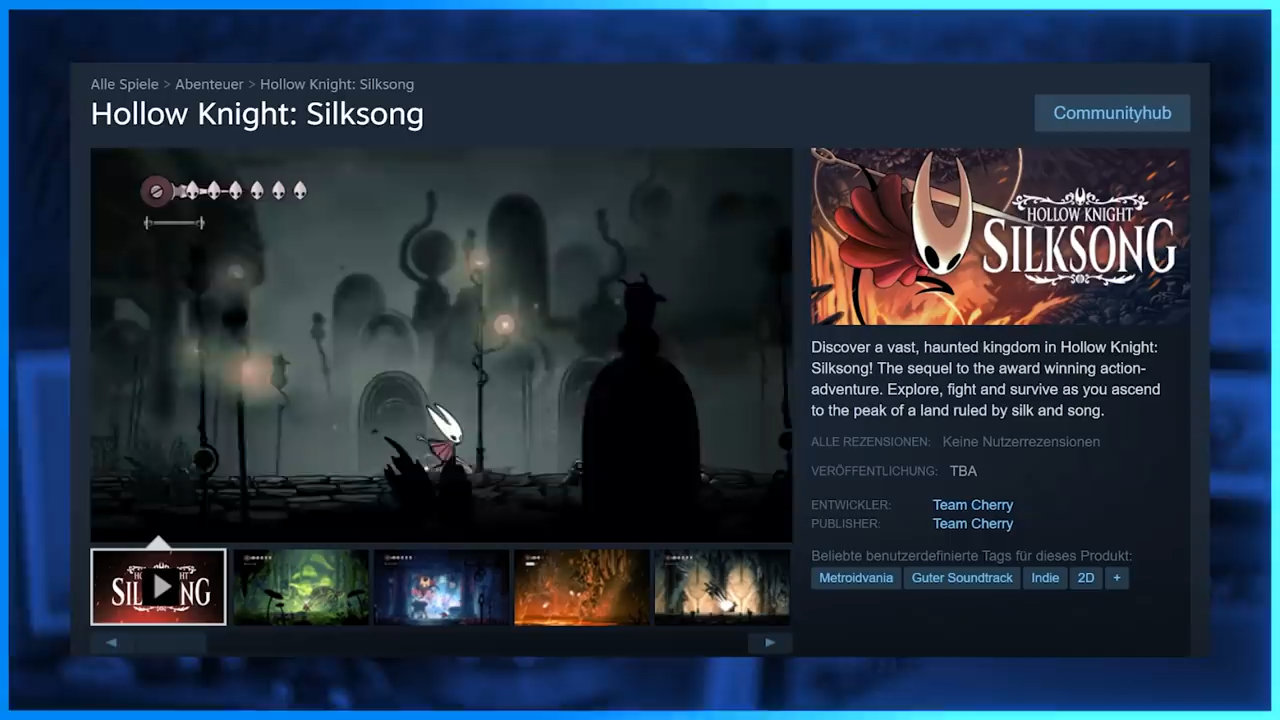 Alle Spiele > Abenteuer > Hollow Knight: Silksong
Hollow Knight: Silksong
Communityhub
HOLLOW KNIGHT
SILKSONG
Discover a vast, haunted kingdom in Hollow Knight:
Silksong! The sequel to the award winning action-
adventure. Explore, fight and survive as you ascend
to the peak of a land ruled by silk and song.
ALLE REZENSIONEN: Keine Nutzerrezensionen
VERÖFFENTLICHUNG: TBA
ENTWICKLER: Team Cherry
PUBLISHER: Team Cherry
Beliebte benutzerdefinierte Tags für dieses Produkt:
Metroidvania Guter Soundtrack Indie 2D +